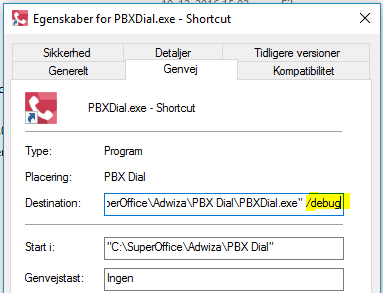 Egenskaber for PBXDial.exe - Shortcut
Sikkerhed Detaljer Tidligere versioner
Generelt Genvej Kompatibilitet
PBXDial.exe - Shortcut
Type: Program
Placering: PBX Dial
Destination: perOffice\Adwiza\PBX Dial\PBXDial.exe" /debug
Start i: "C:\SuperOffice\Adwiza\PBX Dial"
Genvejstast: Ingen